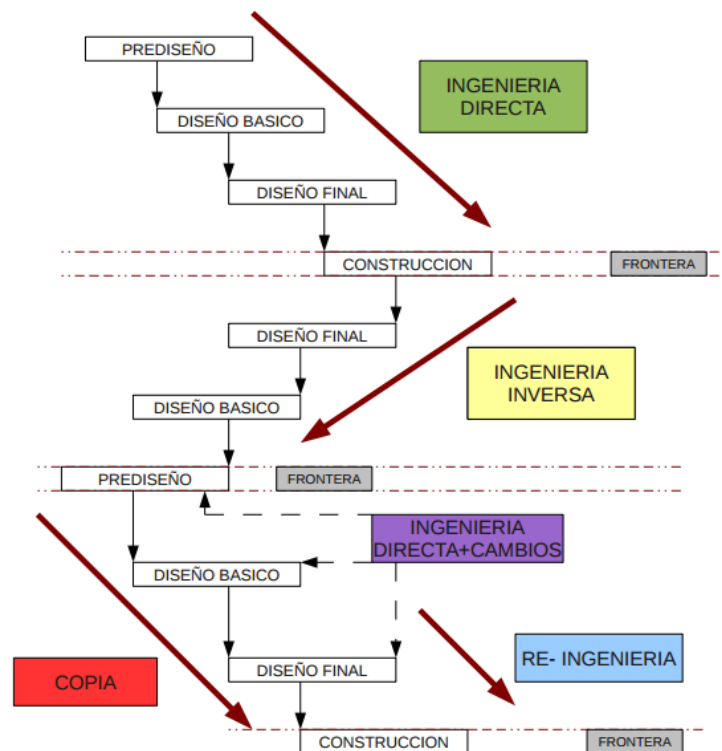 PREDISEÑO
INGENIERIA
DIRECTA
DISEÑO BASICO
DISEÑO FINAL
CONSTRUCCION
FRONTERA
DISEÑO FINAL
INGENIERIA
INVERSA
DISEÑO BASICO
PREDISEÑO
FRONTERA
INGENIERIA
DIRECTA+CAMBIOS
DISEÑO BASICO
DISEÑO FINAL
RE- INGENIERIA
COPIA
CONSTRUCCION
FRONTERA